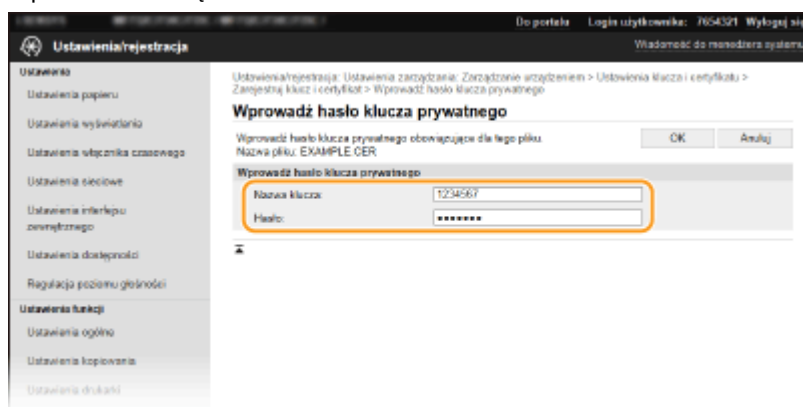 Do portalu Login użytkownika: 7654321 Wyloguj się
Ustawienia/rejestracja
Wiadomość do menedżera systemu
Ustawienia
Ustawienia papieru
Ustawienia wyświetlania
Ustawienia włącznika czasowego
Ustawienia sieciowe
Ustawienia interfejsu
zewnętrznego
Ustawienia dostępności
Regulacja poziomu głośności
Ustawienia funkcji
Ustawienia ogólne
Ustawienia kopiowania
Ustawienia drukarki
Ustawienia/rejestracja: Ustawienia zarządzania: Zarządzanie urządzeniem > Ustawienia klucza i certyfikatu >
Zarejestruj klucz i certyfikat > Wprowadź hasło klucza prywatnego
Wprowadź hasło klucza prywatnego
Wprowadź hasło klucza prywatnego obowiązujące dla tego pliku.
Nazwa pliku: EXAMPLE.CER
OK Anuluj
Wprowadź hasło klucza prywatnego
Nazwa klucza: 1234567
Hasło: •••••••